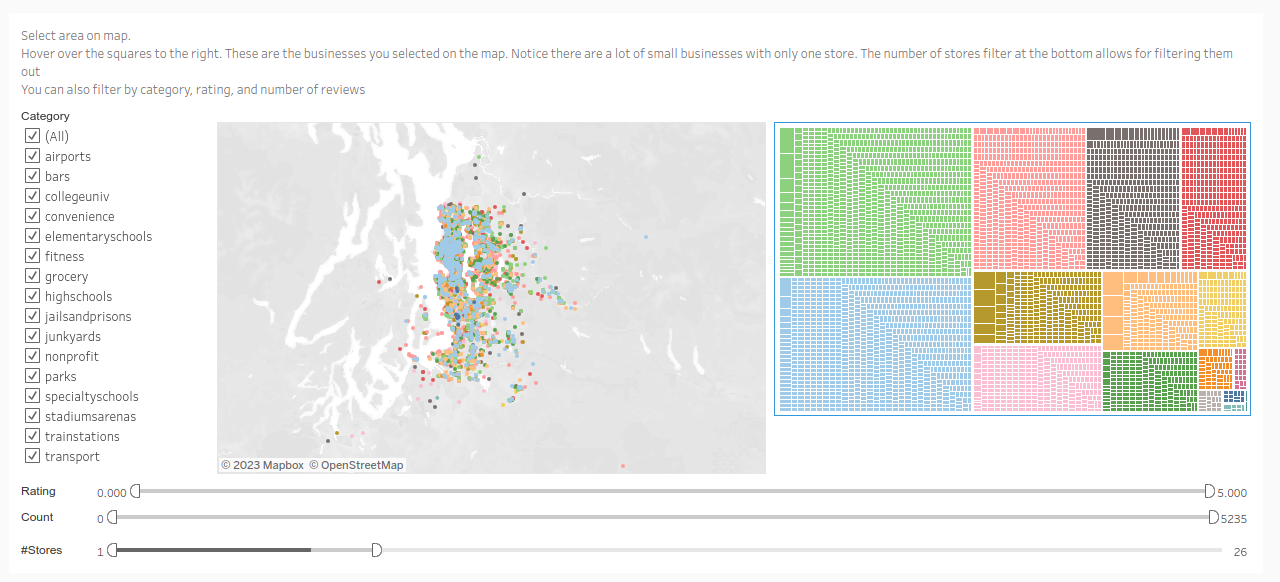 Select area on map.
Hover over the squares to the right. These are the businesses you selected on the map. Notice there are a lot of small businesses with only one store. The number of stores filter at the bottom allows for filtering them
out
You can also filter by category, rating, and number of reviews
Category
(All)
airports
bars
collegeuniv
convenience
elementaryschools
fitness
grocery
highschools
jailsandprisons
junkyards
nonprofit
parks
specialtyschools
stadiumsarenas
trainstations
transport
© 2023 Mapbox © OpenStreetMap
Rating 0.000 5.000
Count 0 5235
#Stores 1 26